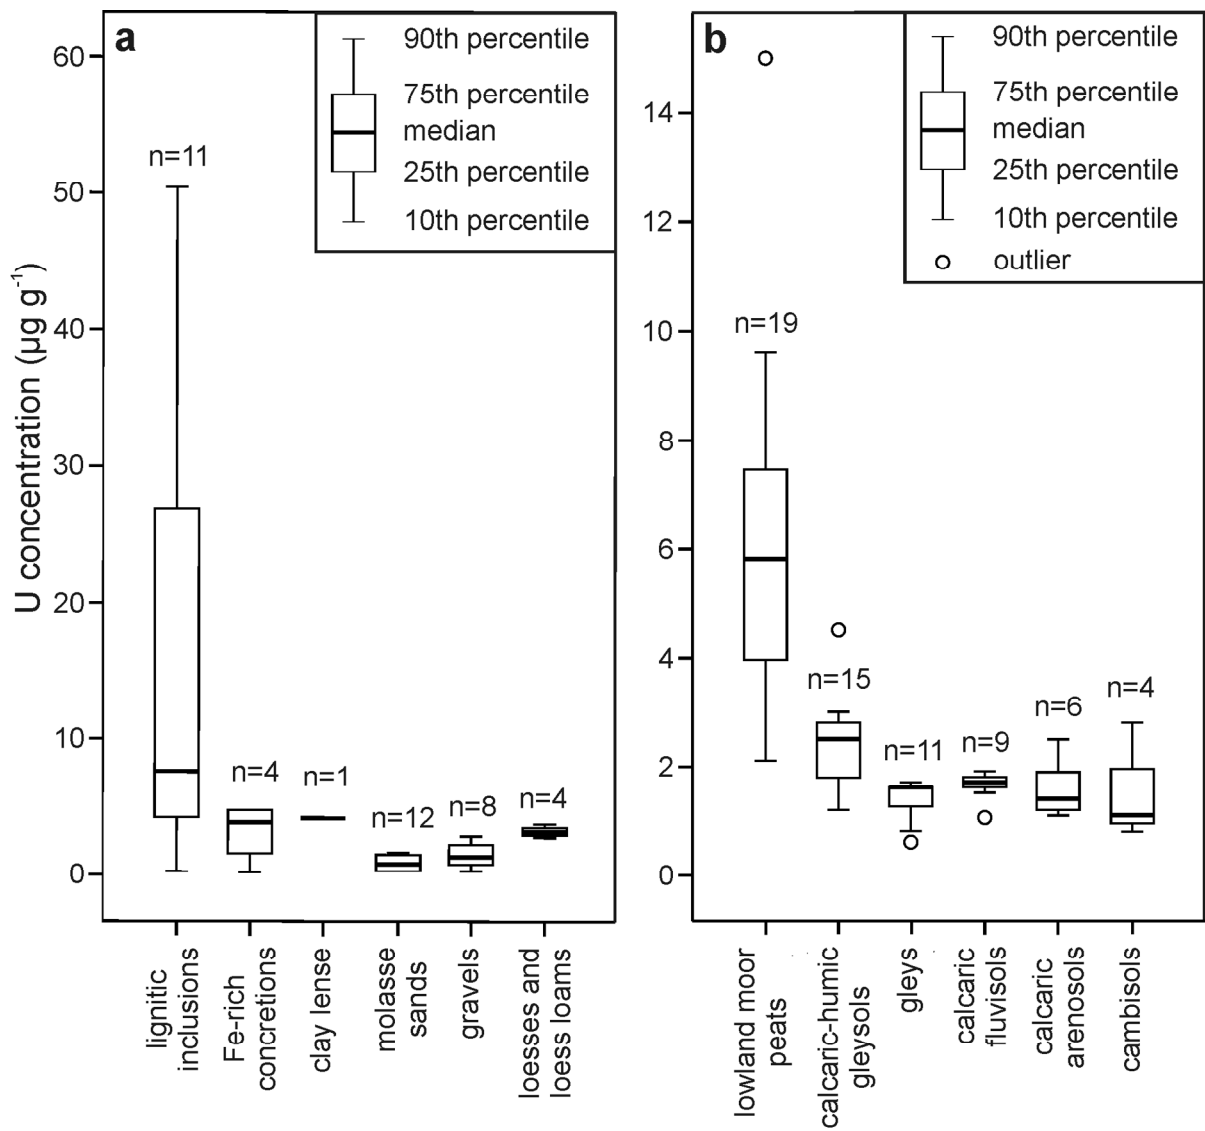 a
90th percentile
75th percentile
median
25th percentile
10th percentile
U concentration (µg g⁻¹)
60
50
40
30
20
10
0
n=11
n=4
n=1
n=12
n=8
n=4
lignitic
inclusions
Fe-rich
concretions
clay lense
molasse
sands
gravels
loesses and
loess loams
b
90th percentile
75th percentile
median
25th percentile
10th percentile
outlier
14
12
10
8
6
4
2
0
n=19
n=15
n=11
n=9
n=6
n=4
lowland moor
peats
calcaric-humic
gleysols
gleys
calcaric
fluvisols
calcaric
arenosols
cambisols